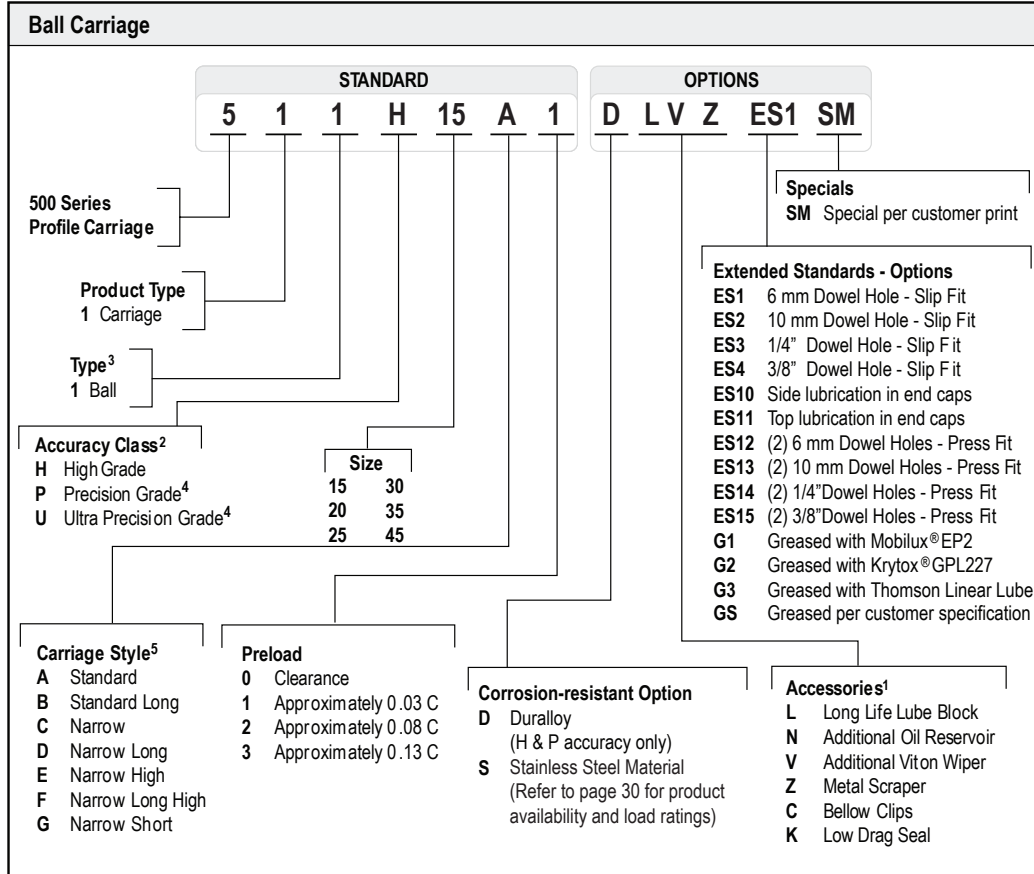 Ball Carriage
STANDARD
OPTIONS
5 1 1 H 15 A 1 D L V Z ES1 SM
500 Series
Profile Carriage
Product Type
1 Carriage
Type³
1 Ball
Accuracy Class²
H High Grade
P Precision Grade⁴
U Ultra Precision Grade⁴
Size
15 30
20 35
25 45
Carriage Style⁵
A Standard
B Standard Long
C Narrow
D Narrow Long
E Narrow High
F Narrow Long High
G Narrow Short
Preload
0 Clearance
1 Approximately 0.03 C
2 Approximately 0.08 C
3 Approximately 0.13 C
Corrosion-resistant Option
D Duralloy
(H & P accuracy only)
S Stainless Steel Material
(Refer to page 30 for product
availability and load ratings)
Specials
SM Special per customer print
Extended Standards - Options
ES1 6 mm Dowel Hole - Slip Fit
ES2 10 mm Dowel Hole - Slip Fit
ES3 1/4” Dowel Hole - Slip Fit
ES4 3/8” Dowel Hole - Slip Fit
ES10 Side lubrication in end caps
ES11 Top lubrication in end caps
ES12 (2) 6 mm Dowel Holes - Press Fit
ES13 (2) 10 mm Dowel Holes - Press Fit
ES14 (2) 1/4”Dowel Holes - Press Fit
ES15 (2) 3/8”Dowel Holes - Press Fit
G1 Greased with Mobilux® EP2
G2 Greased with Krytox® GPL227
G3 Greased with Thomson Linear Lube
GS Greased per customer specification
Accessories¹
L Long Life Lube Block
N Additional Oil Reservoir
V Additional Viton Wiper
Z Metal Scraper
C Bellow Clips
K Low Drag Seal